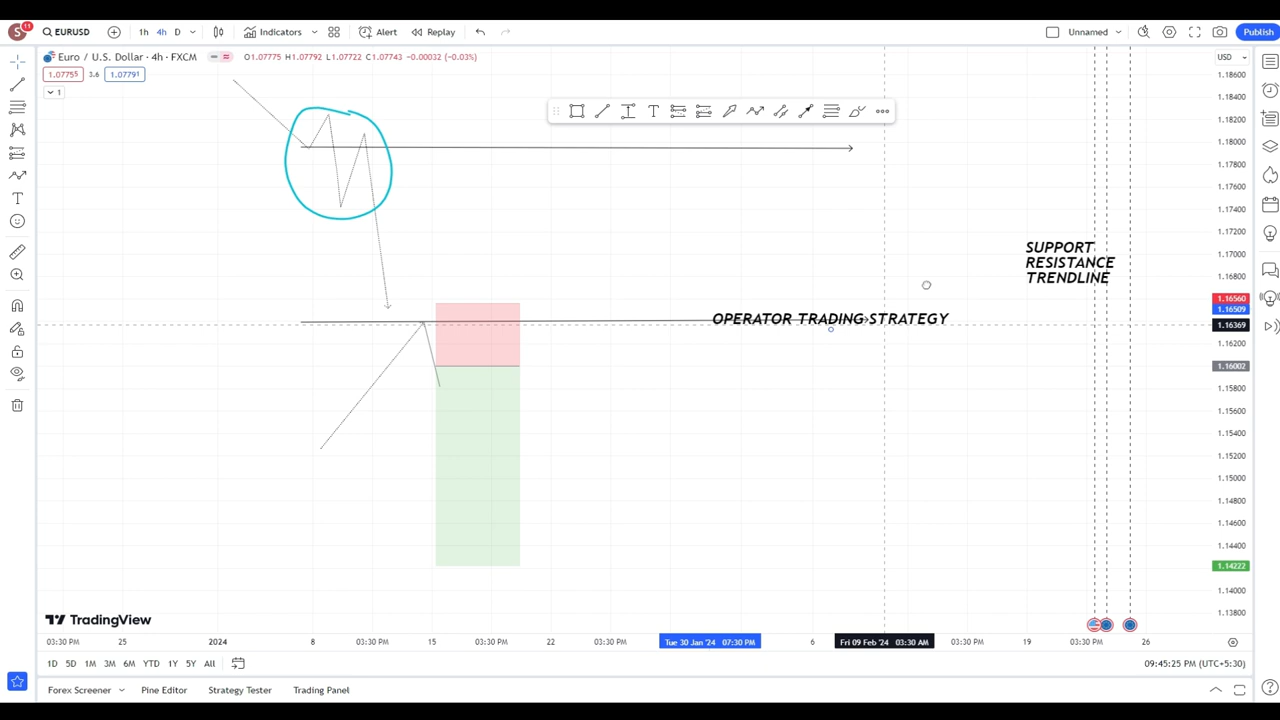 S 11 EURUSD 1h 4h D Indicators Alert Replay Unnamed Publish
Euro / U.S. Dollar · 4h · FXCM O1.07775 H1.07792 L1.07722 C1.07743 -0.00032 (-0.03%) USD
1.07755 3.6 1.07791
1
1.18600
1.18400
1.18200
1.18000
1.17800
1.17600
1.17400
1.17200
1.17000
1.16800
SUPPORT
RESISTANCE
TRENDLINE
1.16560
1.16509
OPERATOR TRADING STRATEGY
1.16369
1.16200
1.16002
1.15800
1.15600
1.15400
1.15200
1.15000
1.14800
1.14600
1.14400
1.14222
1.14000
1.13800
TradingView
03:30 PM 25 2024 8 03:30 PM 15 03:30 PM 22 03:30 PM Tue 30 Jan '24 07:30 PM 6 Fri 09 Feb '24 03:30 AM 03:30 PM 19 03:30 PM 26
1D 5D 1M 3M 6M YTD 1Y 5Y All 09:45:25 PM (UTC+5:30)
Forex Screener Pine Editor Strategy Tester Trading Panel